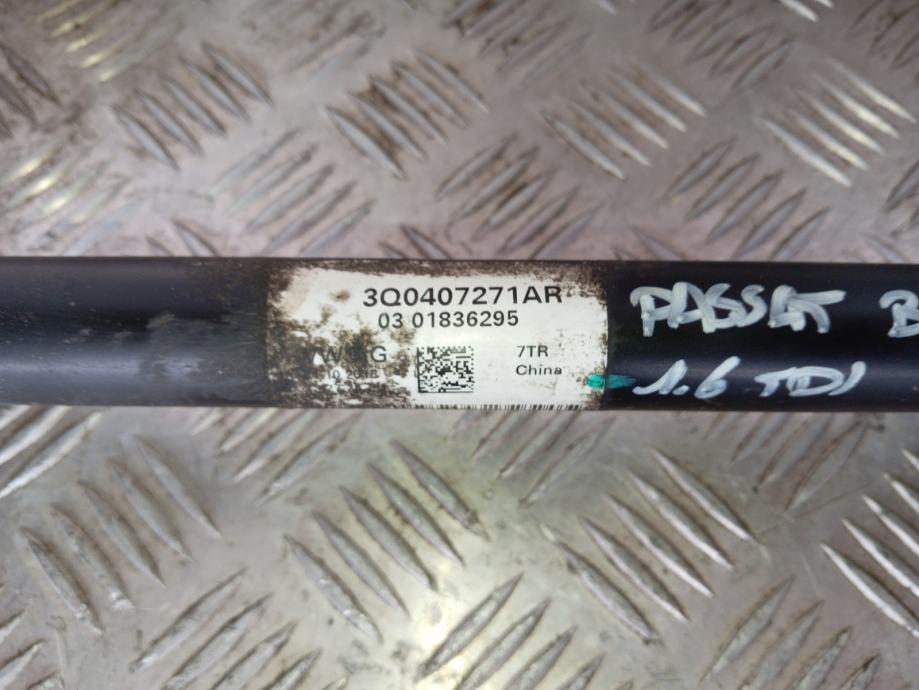 3Q0407271AR
03 01836295
7TR
China
PASSAT B
1.6 TDI